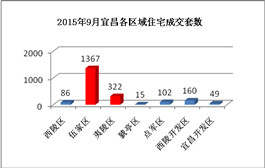 2015年9月宜昌各区域住宅成交套数
2000
1000
0
86
1367
322
15
102
160
49
西陵区
伍家区
夷陵区
猇亭区
点军区
西陵开发区
宜昌开发区